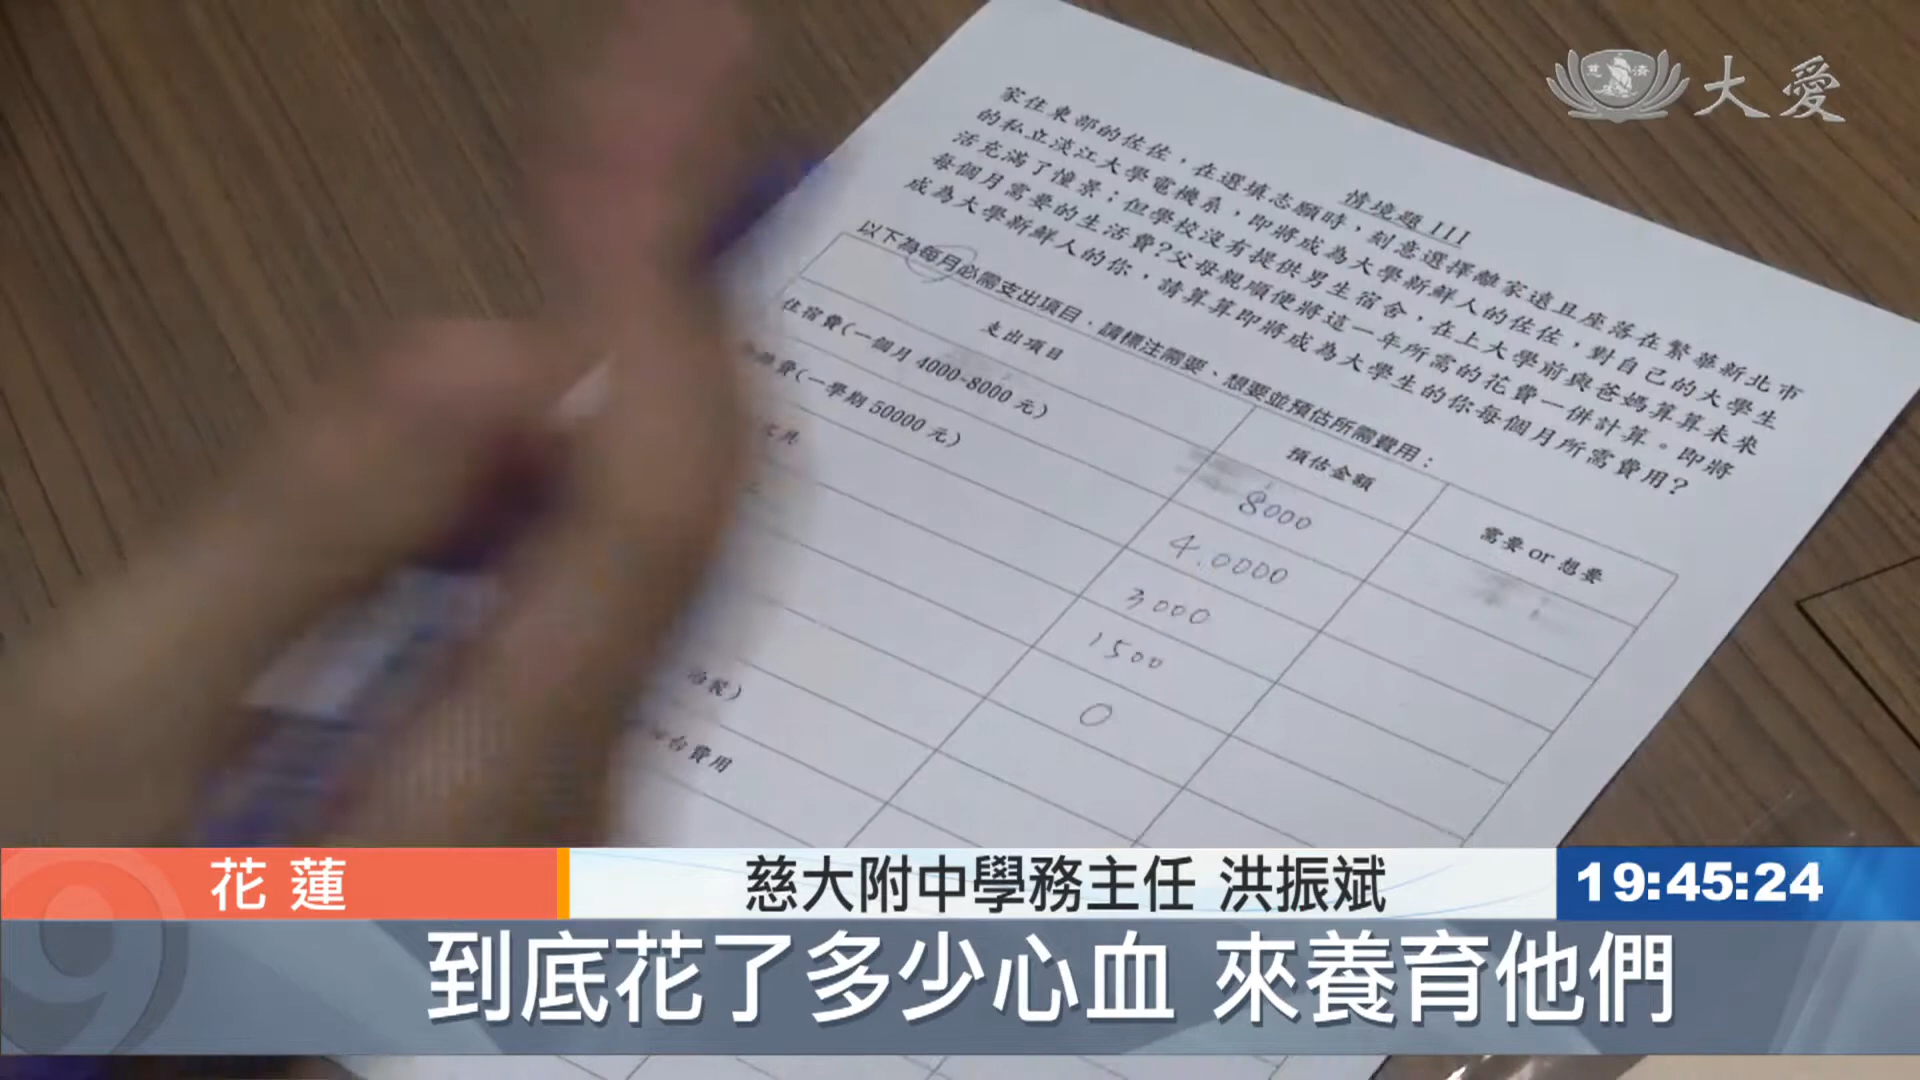 慈濟
大愛
情境題 III
家住東部的佐佐，在選填志願時，刻意選擇離家遠且座落在繁華新北市
的私立淡江大學電機系，即將成為大學新鮮人的佐佐，對自己的大學生
活充滿了憧景；但學校沒有提供男生宿舍，在上大學前與爸媽算算未來
每個月需要的生活費?父母親順便將這一年所需的花費一併計算。即將
成為大學新鮮人的你，請算算即將成為大學生的你每個月所需費用?
以下為每月必需支出項目，請標注需要、想要並預估所需費用：
支出項目
預估金額
需要 or 想要
住宿費(一個月 4000~8000 元)
8000
費(一學期 50000 元)
4.0000
3000
1500
0
治裝)
台費用
花蓮
慈大附中學務主任 洪振斌
19:45:24
到底花了多少心血 來養育他們